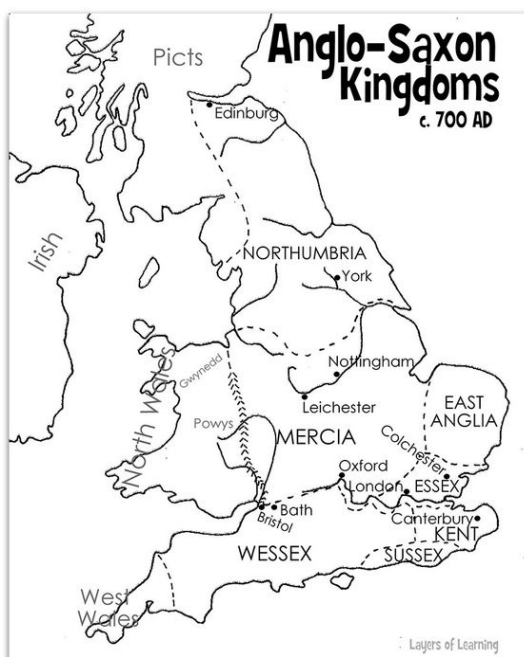 Anglo-Saxon
Kingdoms
c. 700 AD
Picts
Edinburg
Irish
NORTHUMBRIA
York
Nottingham
Gwynedd
North Wales
Leichester
EAST
ANGLIA
Powys
MERCIA
Colchester
Oxford
London
ESSEX
Bath
Bristol
Canterbury
KENT
WESSEX
SUSSEX
West
Wales
Layers of Learning